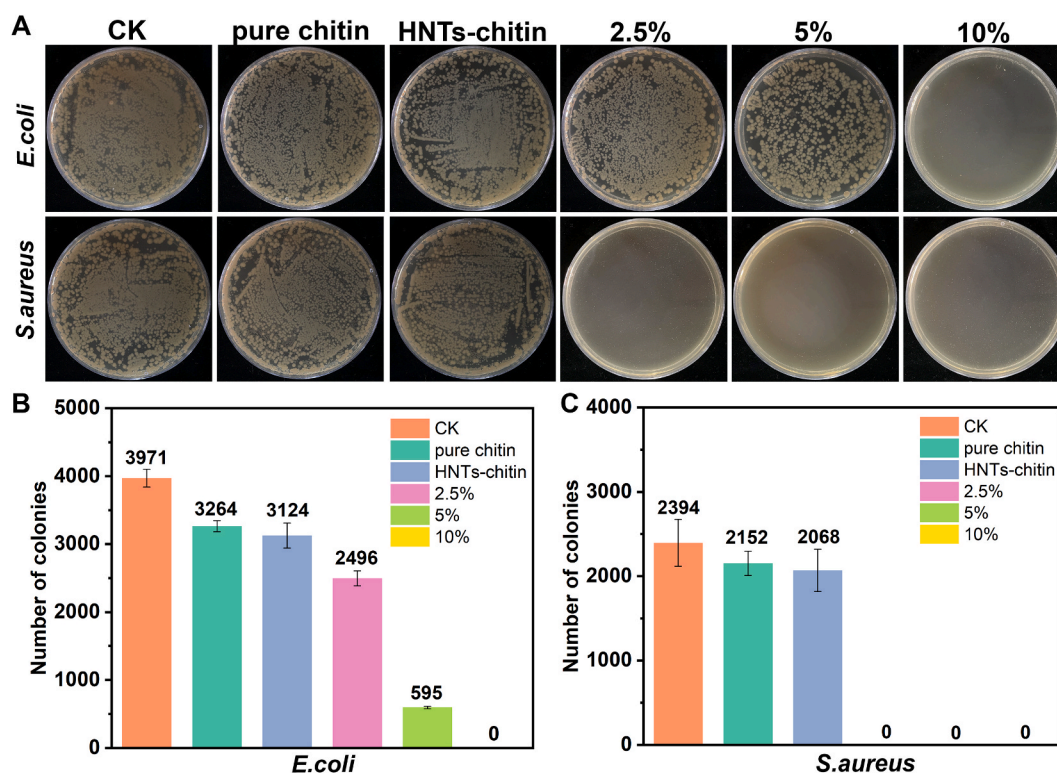 A
CK pure chitin HNTs-chitin 2.5% 5% 10%
E.coli
S.aureus
B
5000
4000
3000
2000
1000
0
Number of colonies
3971
3264
3124
2496
595
0
CK
pure chitin
HNTs-chitin
2.5%
5%
10%
E.coli
C
4000
3000
2000
1000
0
Number of colonies
2394
2152
2068
0
0
0
CK
pure chitin
HNTs-chitin
2.5%
5%
10%
S.aureus